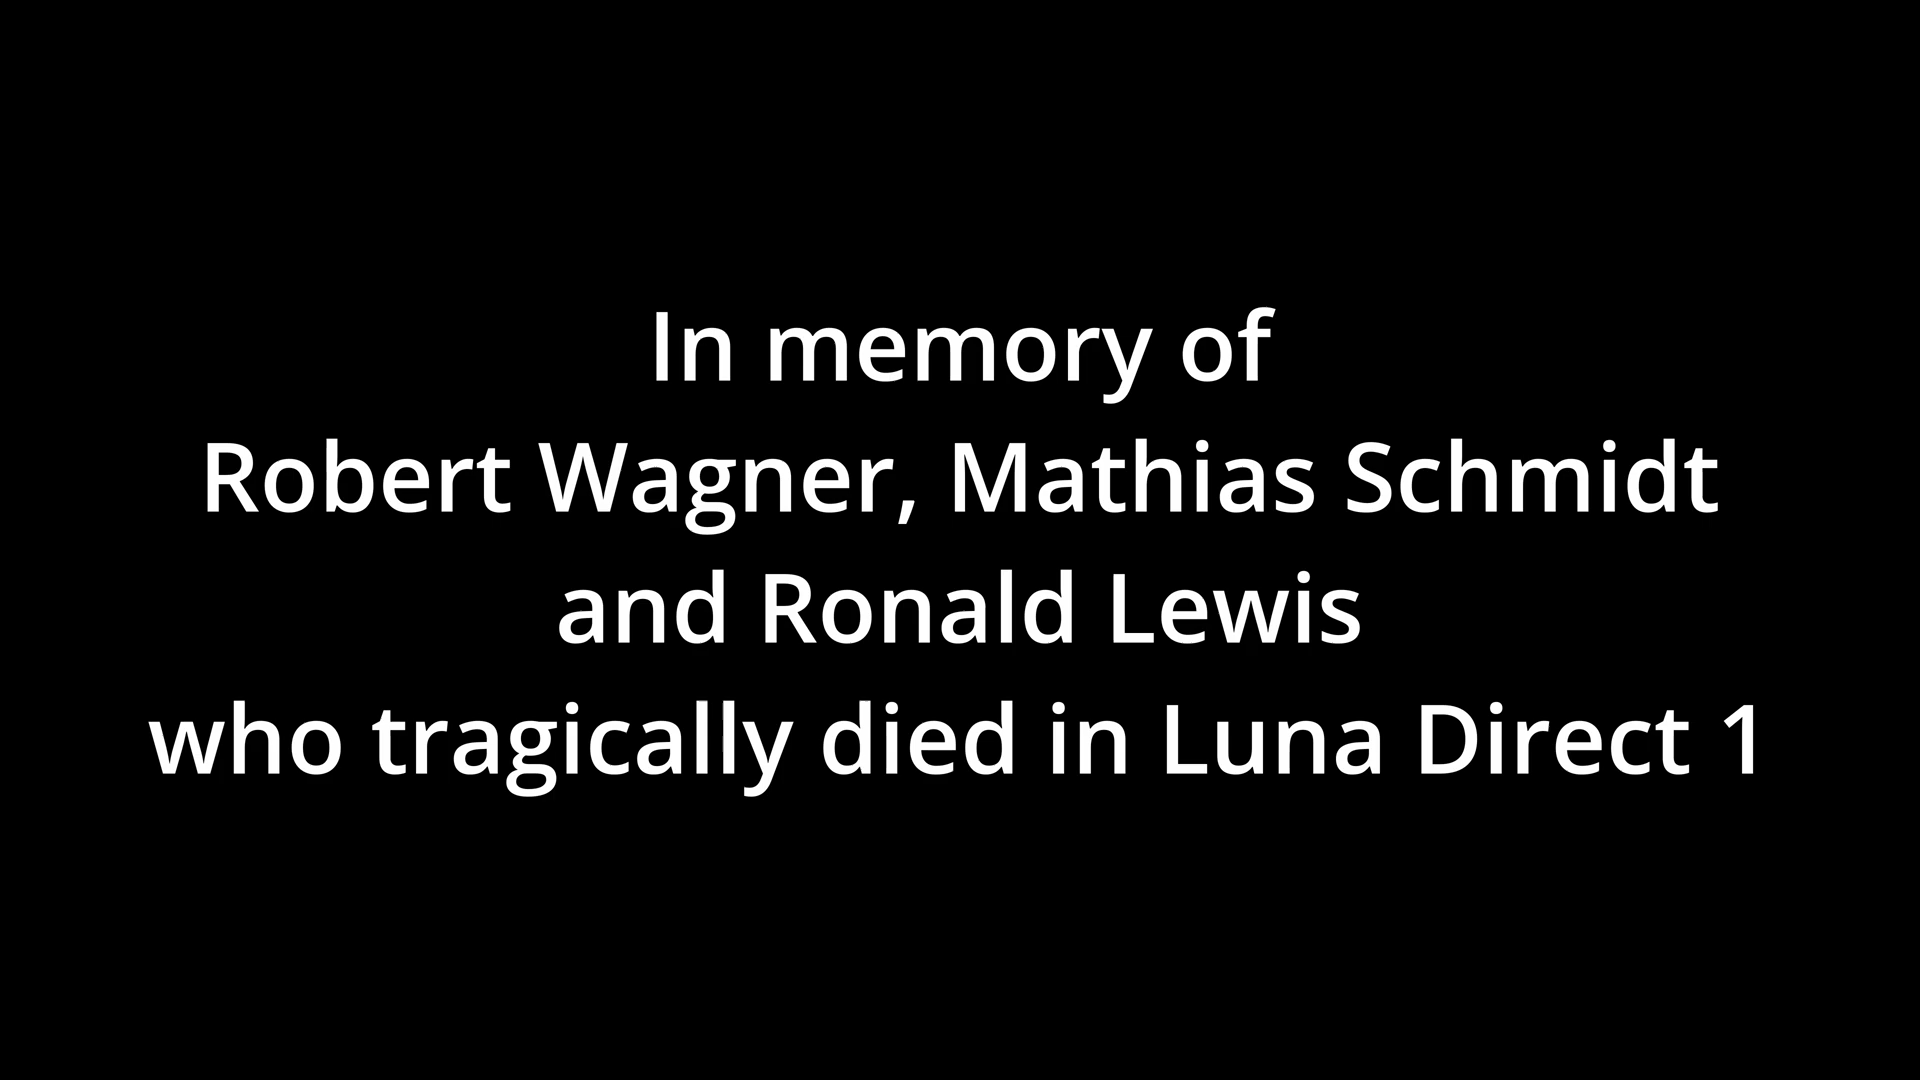 In memory of
Robert Wagner, Mathias Schmidt
and Ronald Lewis
who tragically died in Luna Direct 1